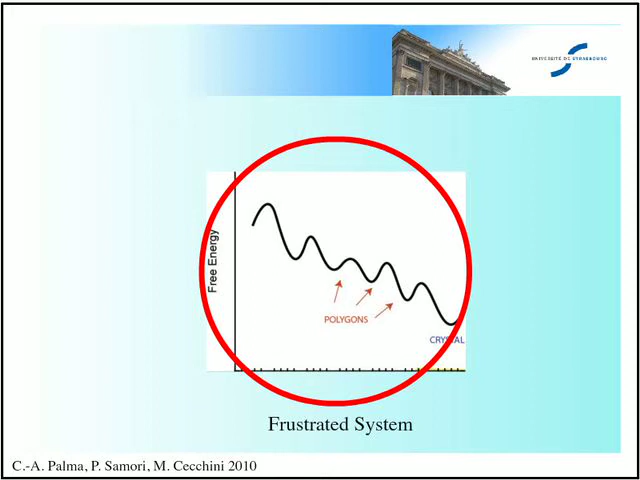 UNIVERSITÉ DE STRASBOURG
Free Energy
POLYGONS
CRYSTAL
Frustrated System
C.-A. Palma, P. Samori, M. Cecchini 2010